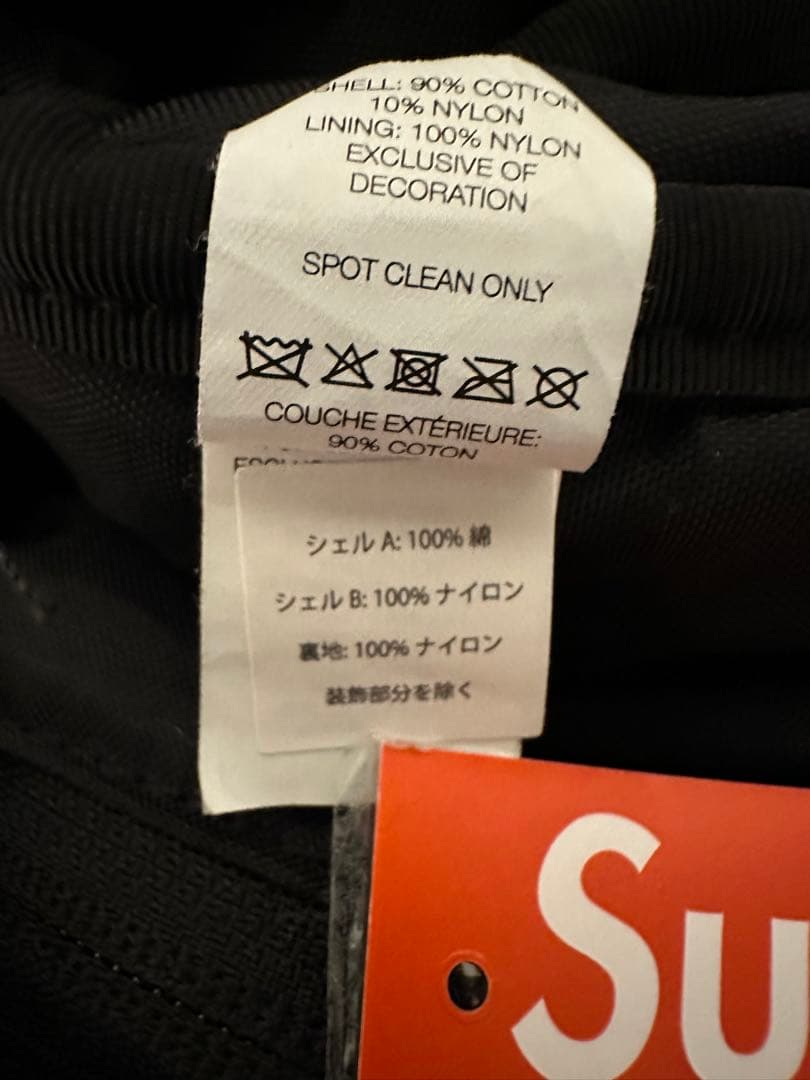 SHELL: 90% COTTON
10% NYLON
LINING: 100% NYLON
EXCLUSIVE OF
DECORATION
SPOT CLEAN ONLY
COUCHE EXTÉRIEURE:
90% COTON
シェル A: 100% 綿
シェル B: 100% ナイロン
裏地: 100% ナイロン
装飾部分を除く
Su